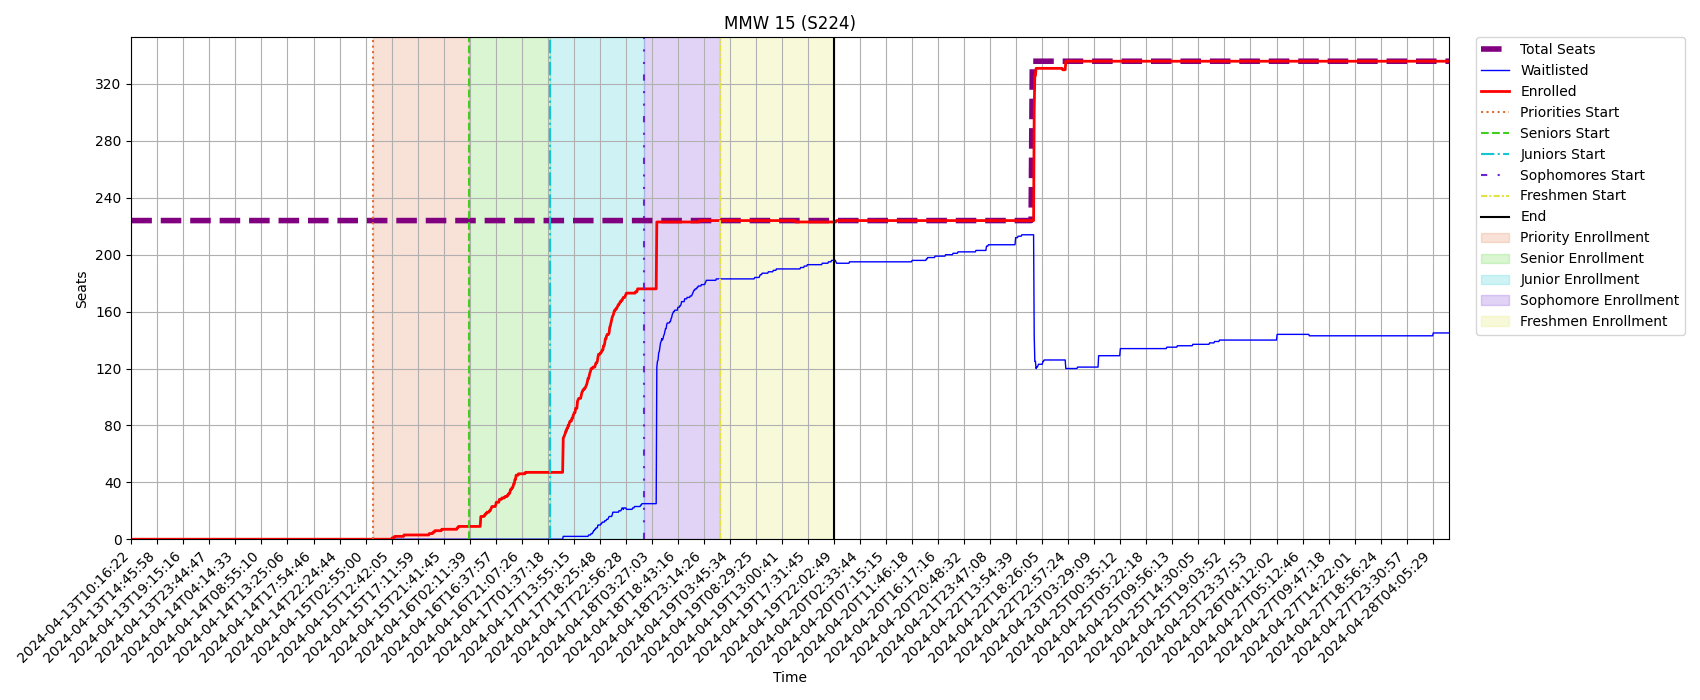 MMW 15 (S224)
Total Seats
Waitlisted
Enrolled
Priorities Start
Seniors Start
Juniors Start
Sophomores Start
Freshmen Start
End
Priority Enrollment
Senior Enrollment
Junior Enrollment
Sophomore Enrollment
Freshmen Enrollment
Seats
320
280
240
200
160
120
80
40
0
2024-04-13T10:16:22
2024-04-13T14:45:58
2024-04-13T19:15:16
2024-04-13T23:44:47
2024-04-14T04:14:33
2024-04-14T08:55:10
2024-04-14T13:25:06
2024-04-14T17:54:46
2024-04-14T22:24:44
2024-04-15T02:55:00
2024-04-15T12:42:05
2024-04-15T17:11:59
2024-04-15T21:41:45
2024-04-16T02:11:39
2024-04-16T16:37:57
2024-04-16T21:07:26
2024-04-17T01:37:18
2024-04-17T13:55:15
2024-04-17T18:25:48
2024-04-17T22:56:28
2024-04-18T03:27:03
2024-04-18T18:43:16
2024-04-18T23:14:26
2024-04-19T03:45:34
2024-04-19T08:29:25
2024-04-19T13:00:41
2024-04-19T17:31:45
2024-04-19T22:02:49
2024-04-20T02:33:44
2024-04-20T07:15:15
2024-04-20T11:46:18
2024-04-20T16:17:16
2024-04-20T20:48:32
2024-04-21T13:47:08
2024-04-22T13:54:39
2024-04-22T18:26:05
2024-04-22T22:57:24
2024-04-23T03:29:09
2024-04-25T00:35:12
2024-04-25T05:22:18
2024-04-25T09:56:13
2024-04-25T14:30:05
2024-04-25T19:03:52
2024-04-25T23:37:53
2024-04-26T04:12:02
2024-04-27T05:12:46
2024-04-27T09:47:18
2024-04-27T14:22:01
2024-04-27T18:56:24
2024-04-27T23:30:57
2024-04-28T04:05:29
Time